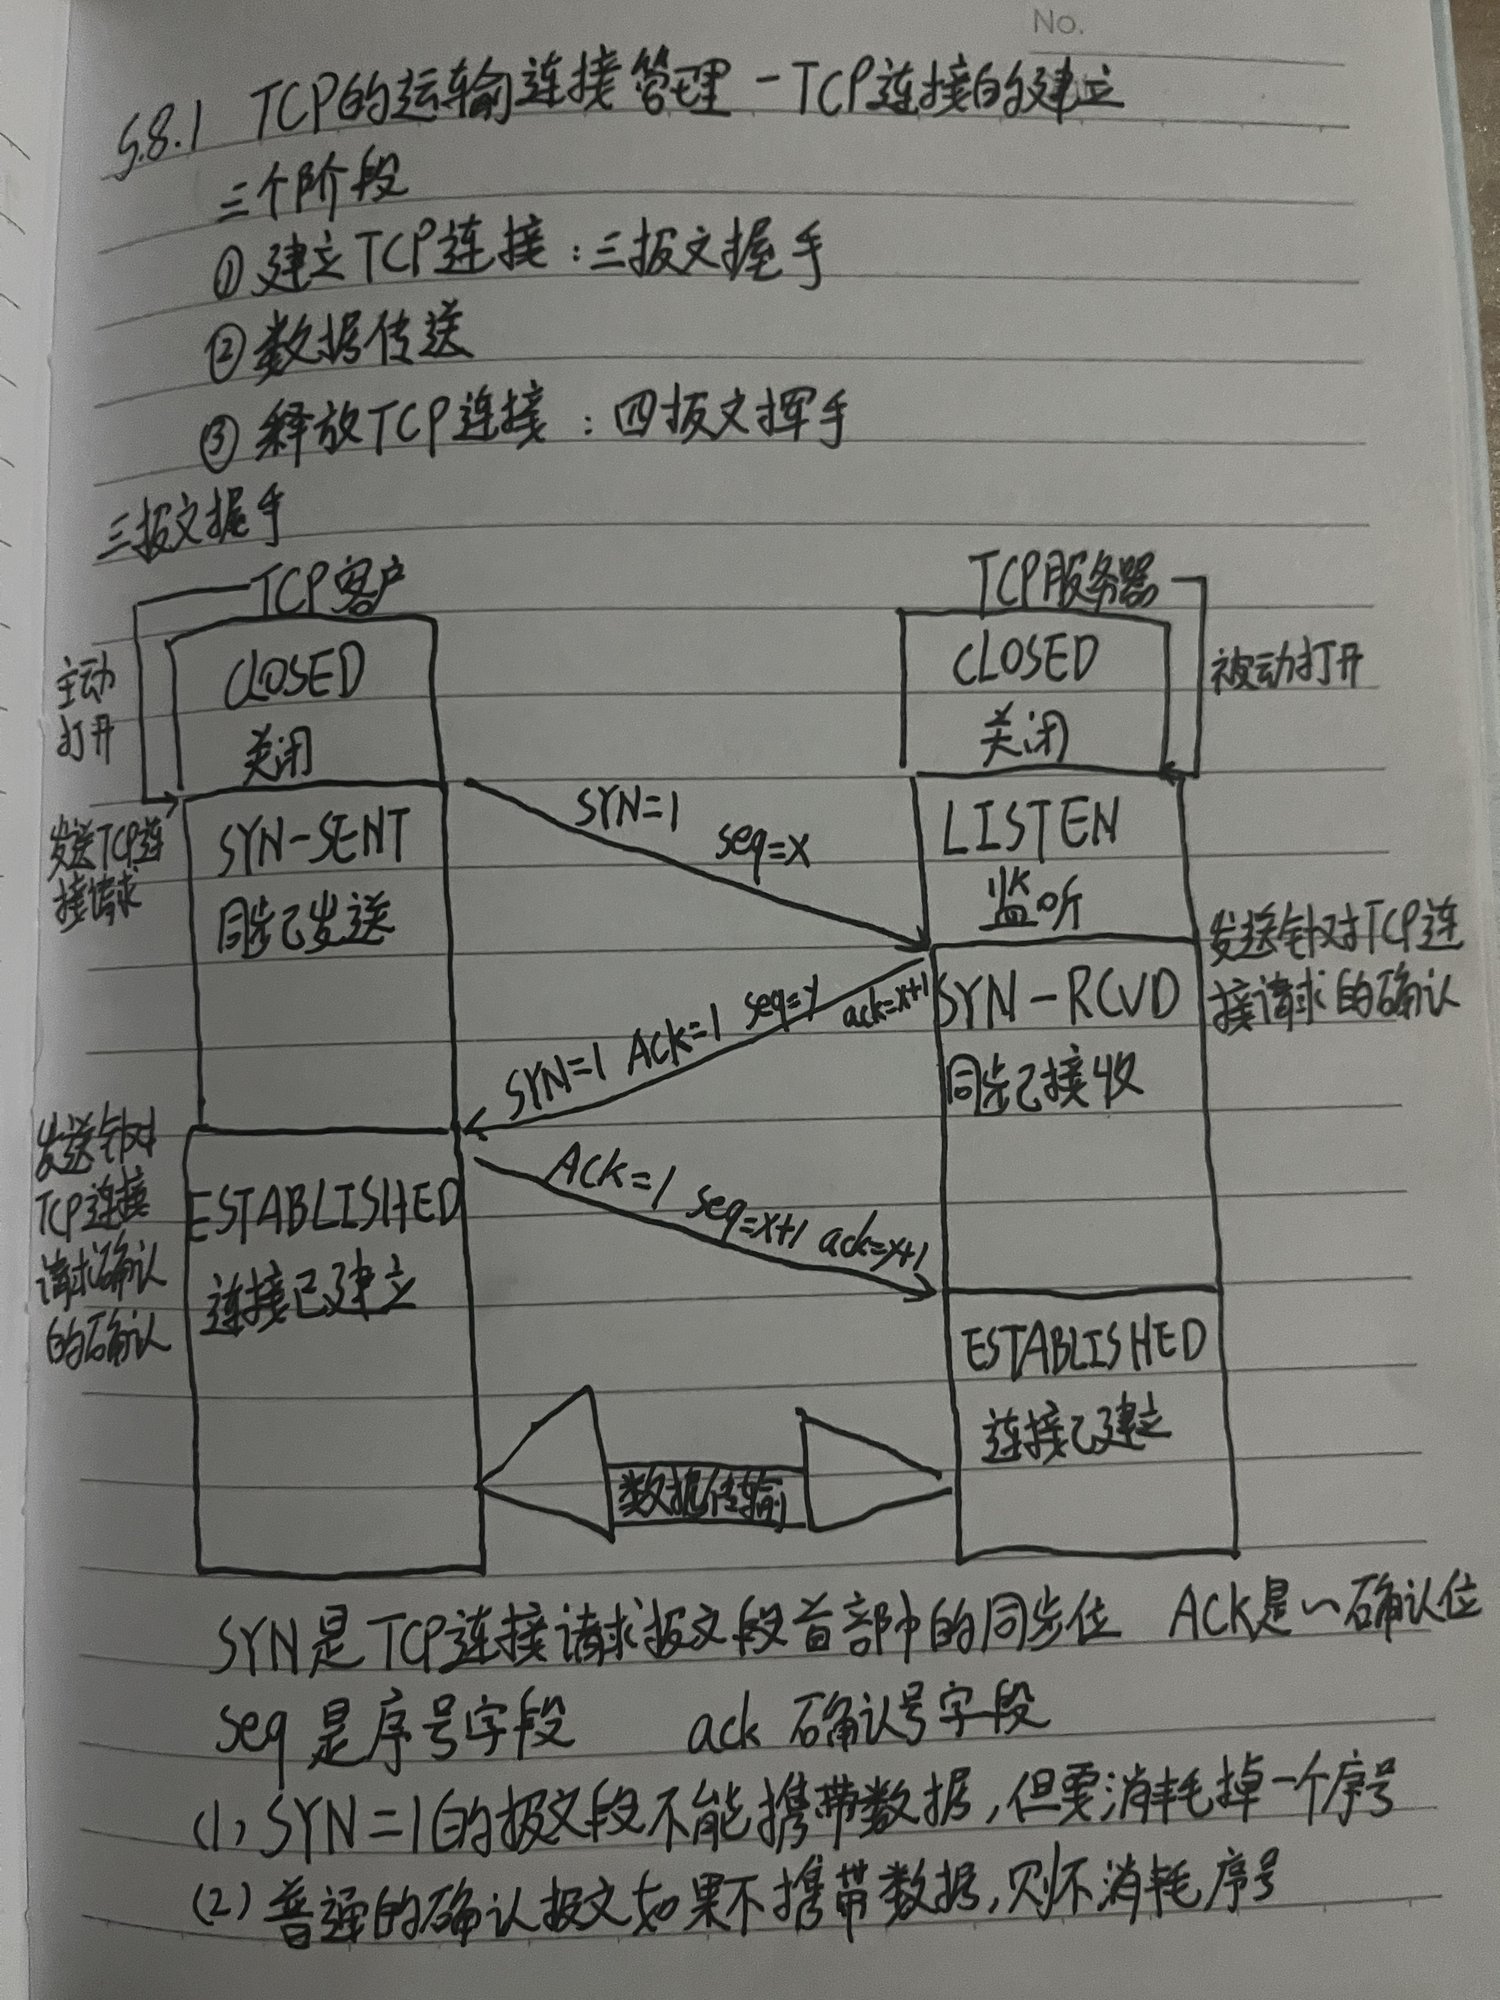 No.
5.8.1 TCP的运输连接管理-TCP连接的建立
三个阶段
① 建立TCP连接：三报文握手
② 数据传送
③ 释放TCP连接：四报文挥手
三报文握手
TCP客户
TCP服务器
主动
打开
CLOSED
关闭
CLOSED
关闭
被动打开
发送TCP连
接请求
SYN-SENT
同步已发送
SYN=1 seq=x
LISTEN
监听
发送针对TCP连
接请求的确认
SYN-RCVD
同步已接收
SYN=1 ACK=1 seq=y ack=x+1
发送针对
TCP连接
请求确认
的确认
ESTABLISHED
连接已建立
ACK=1 seq=x+1 ack=y+1
ESTABLISHED
连接已建立
数据传输
SYN是TCP连接请求报文段首部中的同步位 ACK是~确认位
seq是序号字段 ack 确认号字段
(1) SYN=1的报文段不能携带数据,但要消耗掉一个序号
(2) 普通的确认报文如果不携带数据,则不消耗序号